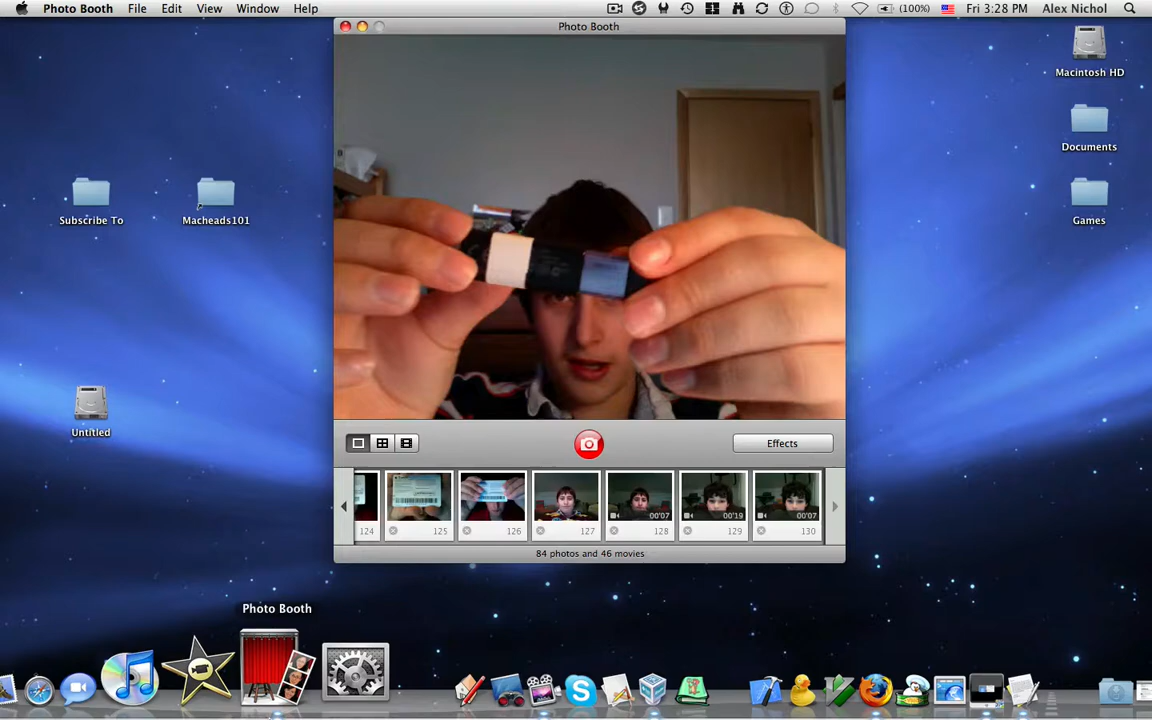 Photo Booth File Edit View Window Help (100%) Fri 3:28 PM Alex Nichol
Photo Booth
Macintosh HD
Documents
Subscribe To
Macheads101
Games
Untitled
Effects
124 125 126 127 00'07 128 00'19 129 00'07 130
84 photos and 46 movies
Photo Booth